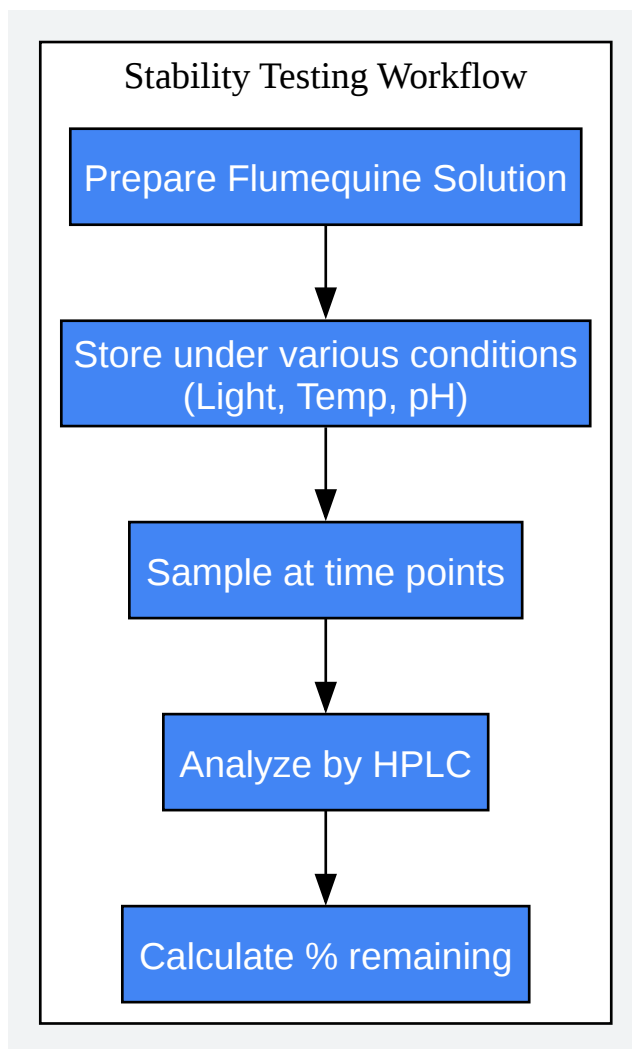 Stability Testing Workflow
Prepare Flumequine Solution
Store under various conditions
(Light, Temp, pH)
Sample at time points
Analyze by HPLC
Calculate % remaining